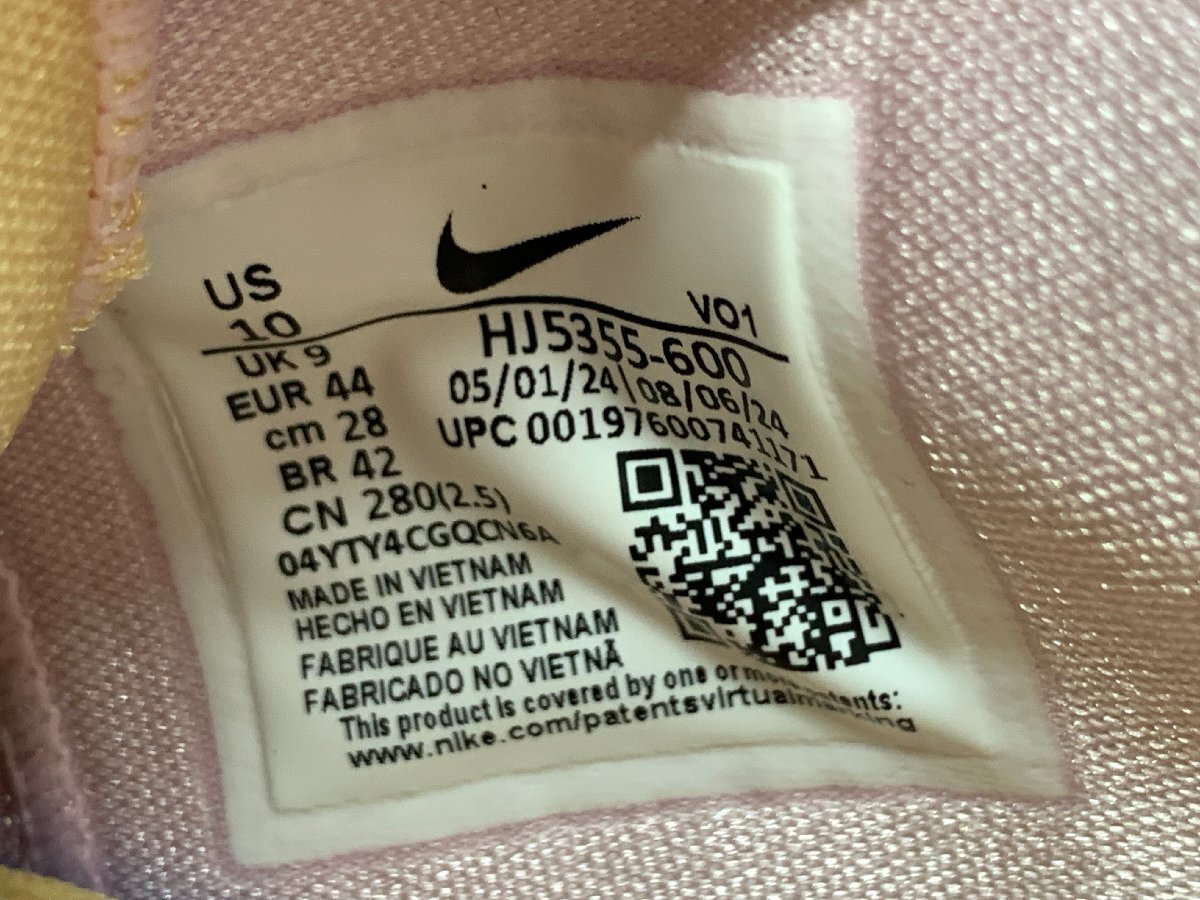 US
10
VO1
UK 9
HJ5355-600
EUR 44
05/01/24\08/06/24
cm 28
UPC 00197600741171
BR 42
CN 280(2.5)
04YTY4CGQCN6A
MADE IN VIETNAM
HECHO EN VIETNAM
FABRIQUE AU VIETNAM
FABRICADO NO VIETNÃ
This product is covered by one or more patents:
www.nike.com/patentsvirtualmarking